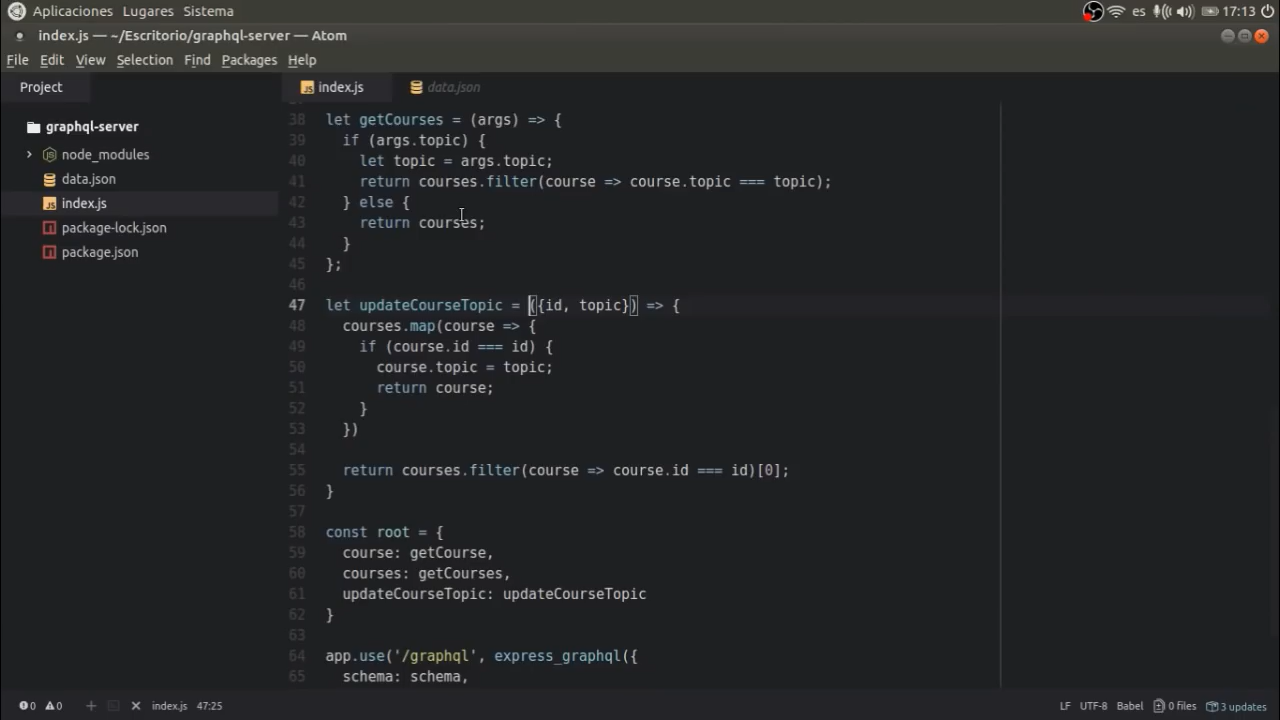 Aplicaciones Lugares Sistema es 17:13
index.js — ~/Escritorio/graphql-server — Atom
File Edit View Selection Find Packages Help
Project index.js data.json
graphql-server
node_modules
data.json
index.js
package-lock.json
package.json
38 let getCourses = (args) => {
39 if (args.topic) {
40 let topic = args.topic;
41 return courses.filter(course => course.topic === topic);
42 } else {
43 return courses;
44 }
45 };
46
47 let updateCourseTopic = ({id, topic}) => {
48 courses.map(course => {
49 if (course.id === id) {
50 course.topic = topic;
51 return course;
52 }
53 })
54
55 return courses.filter(course => course.id === id)[0];
56 }
57
58 const root = {
59 course: getCourse,
60 courses: getCourses,
61 updateCourseTopic: updateCourseTopic
62 }
63
64 app.use('/graphql', express_graphql({
65 schema: schema,
0 0 index.js 47:25 LF UTF-8 Babel 0 files 3 updates